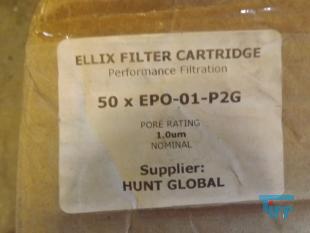 ELLIX FILTER CARTRIDGE
Performance Filtration
50 x EPO-01-P2G
PORE RATING
1.0um
NOMINAL
Supplier:
HUNT GLOBAL